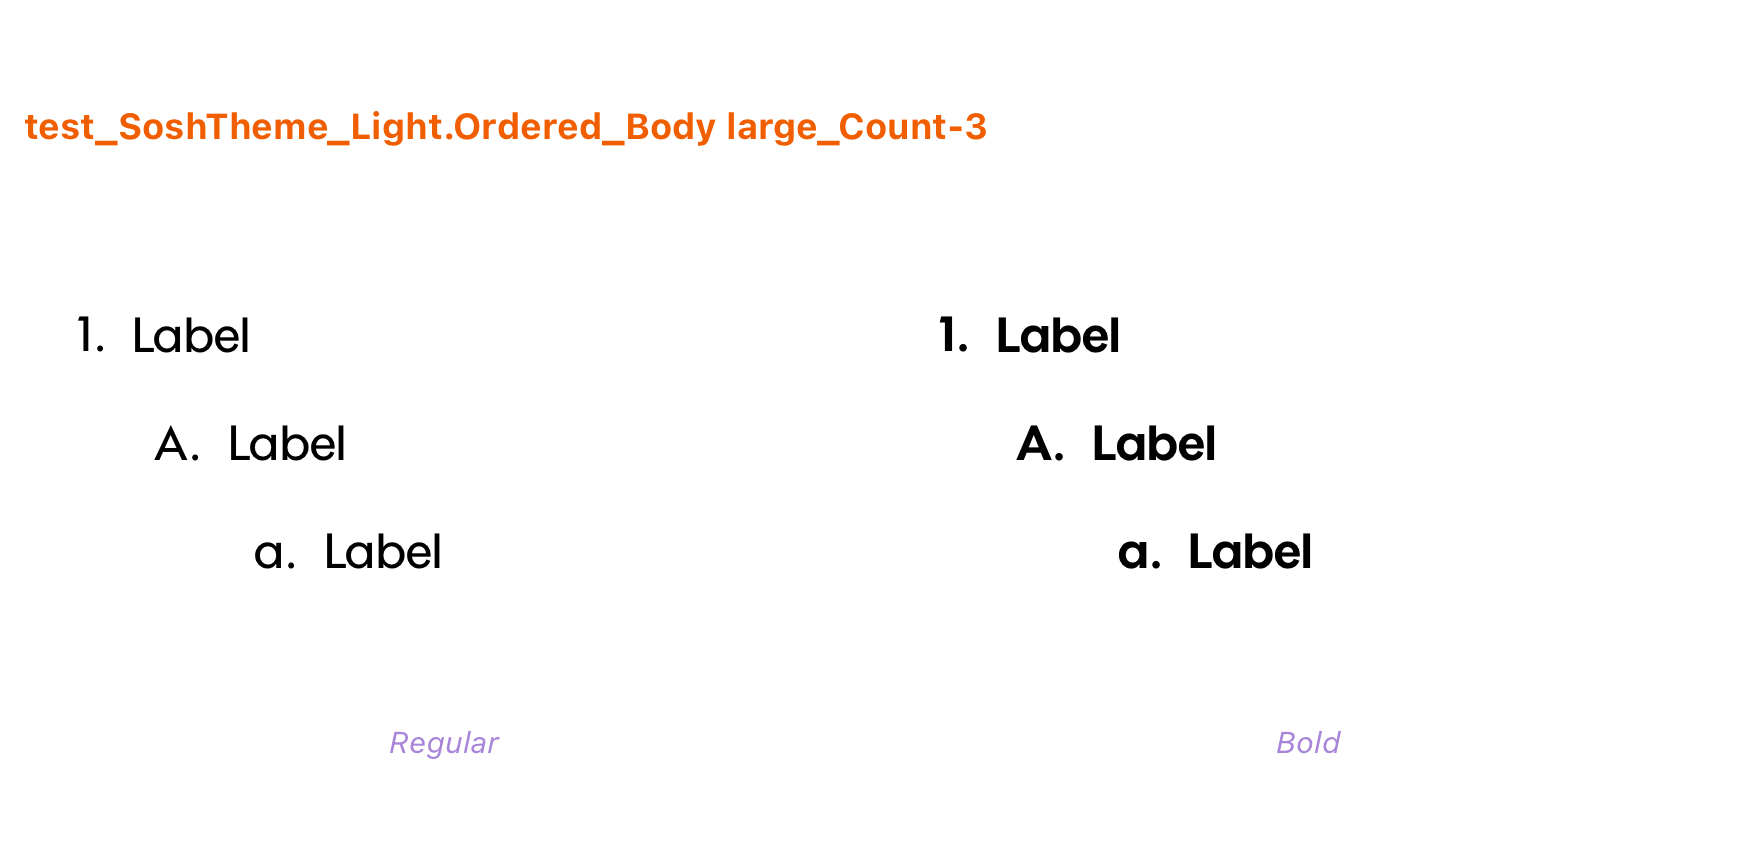 test_SoshTheme_Light.Ordered_Body large_Count-3
1. Label
A. Label
a. Label
Regular
1. Label
A. Label
a. Label
Bold